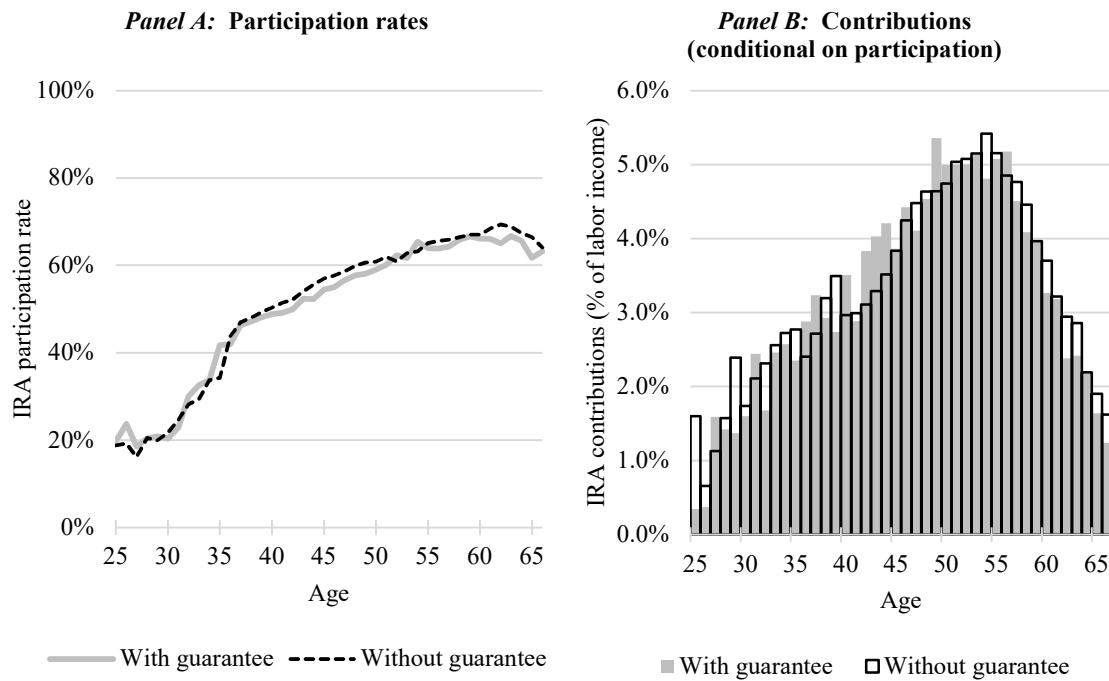 Panel A: Participation rates
100%
80%
60%
40%
20%
0%
IRA participation rate
25 30 35 40 45 50 55 60 65
Age
With guarantee Without guarantee
Panel B: Contributions
(conditional on participation)
6.0%
5.0%
4.0%
3.0%
2.0%
1.0%
0.0%
IRA contributions (% of labor income)
25 30 35 40 45 50 55 60 65
Age
With guarantee Without guarantee